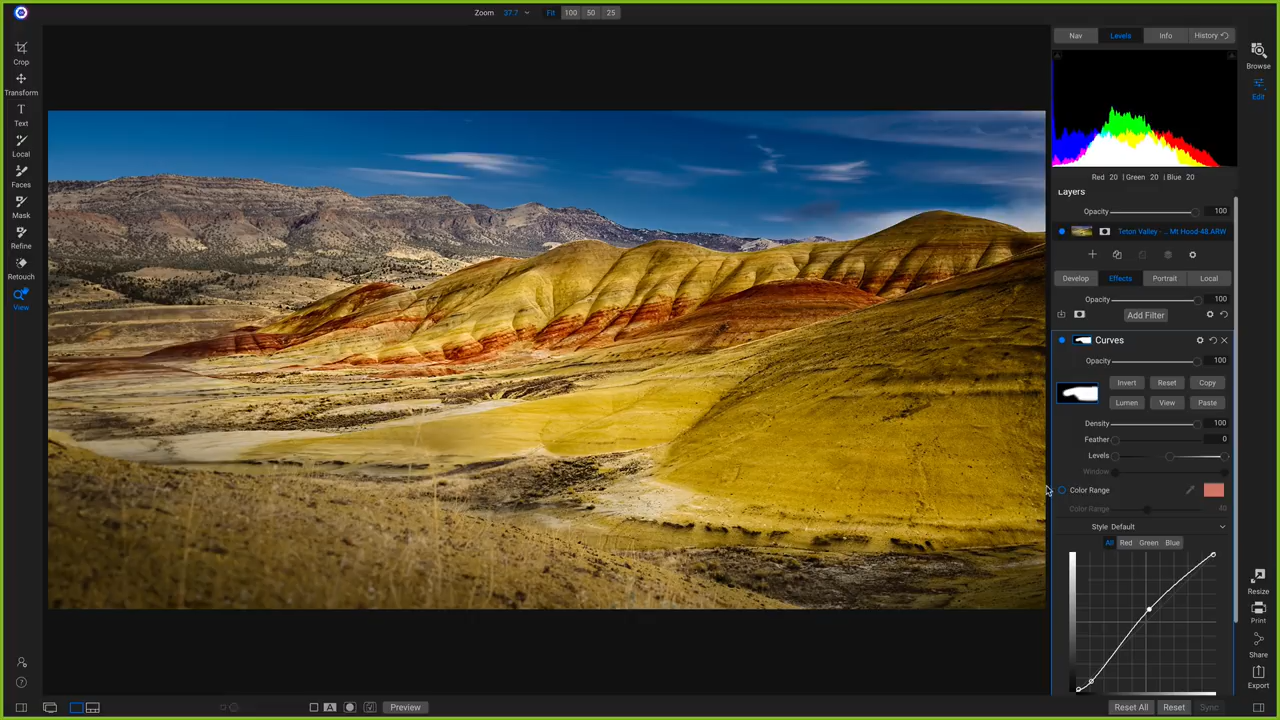 Zoom 37.7 Fit 100 50 25
Crop
Transform
Text
Local
Faces
Mask
Refine
Retouch
View
Nav Levels Info History
Browse
Edit
Red 20 | Green 20 | Blue 20
Layers
Opacity 100
Teton Valley - ... Mt Hood-48.ARW
Develop Effects Portrait Local
Opacity 100
Add Filter
Curves
Opacity 100
Invert Reset Copy
Lumen View Paste
Density 100
Feather 0
Levels
Window
Color Range
Color Range 40
Style Default
All Red Green Blue
Resize
Print
Share
Export
A Preview
Reset All Reset Sync